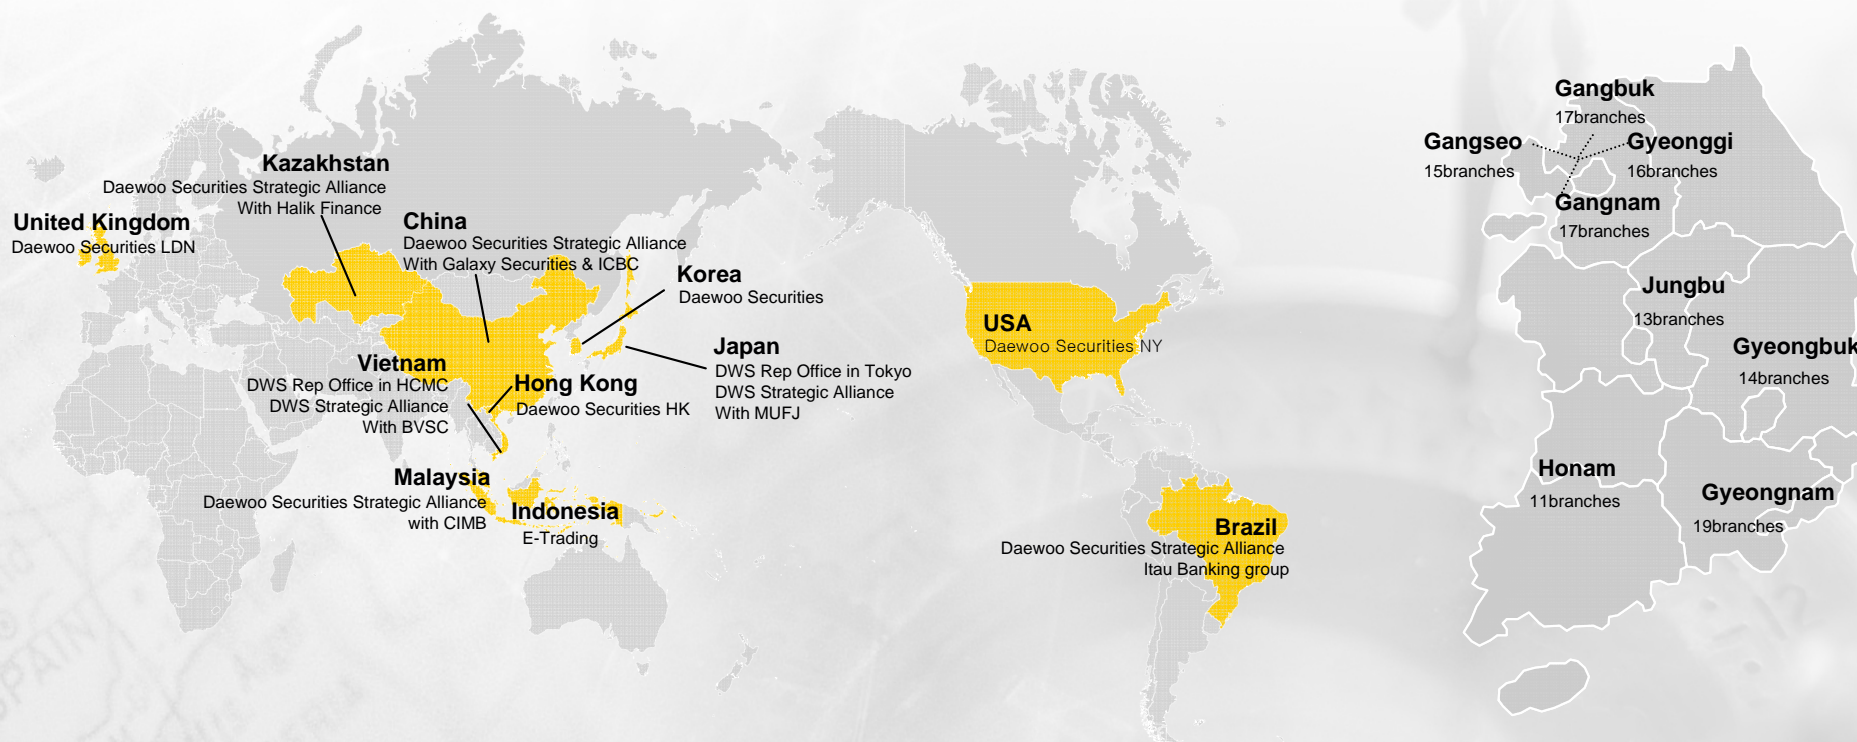 Kazakhstan
Daewoo Securities Strategic Alliance
With Halik Finance
United Kingdom
Daewoo Securities LDN
China
Daewoo Securities Strategic Alliance
With Galaxy Securities & ICBC
Korea
Daewoo Securities
Japan
DWS Rep Office in Tokyo
DWS Strategic Alliance
With MUFJ
Vietnam
DWS Rep Office in HCMC
DWS Strategic Alliance
With BVSC
Hong Kong
Daewoo Securities HK
Malaysia
Daewoo Securities Strategic Alliance
with CIMB
Indonesia
E-Trading
USA
Daewoo Securities NY
Brazil
Daewoo Securities Strategic Alliance
Itau Banking group
Gangbuk
17branches
Gangseo
15branches
Gyeonggi
16branches
Gangnam
17branches
Jungbu
13branches
Gyeongbuk
14branches
Honam
11branches
Gyeongnam
19branches
SPAIN
12